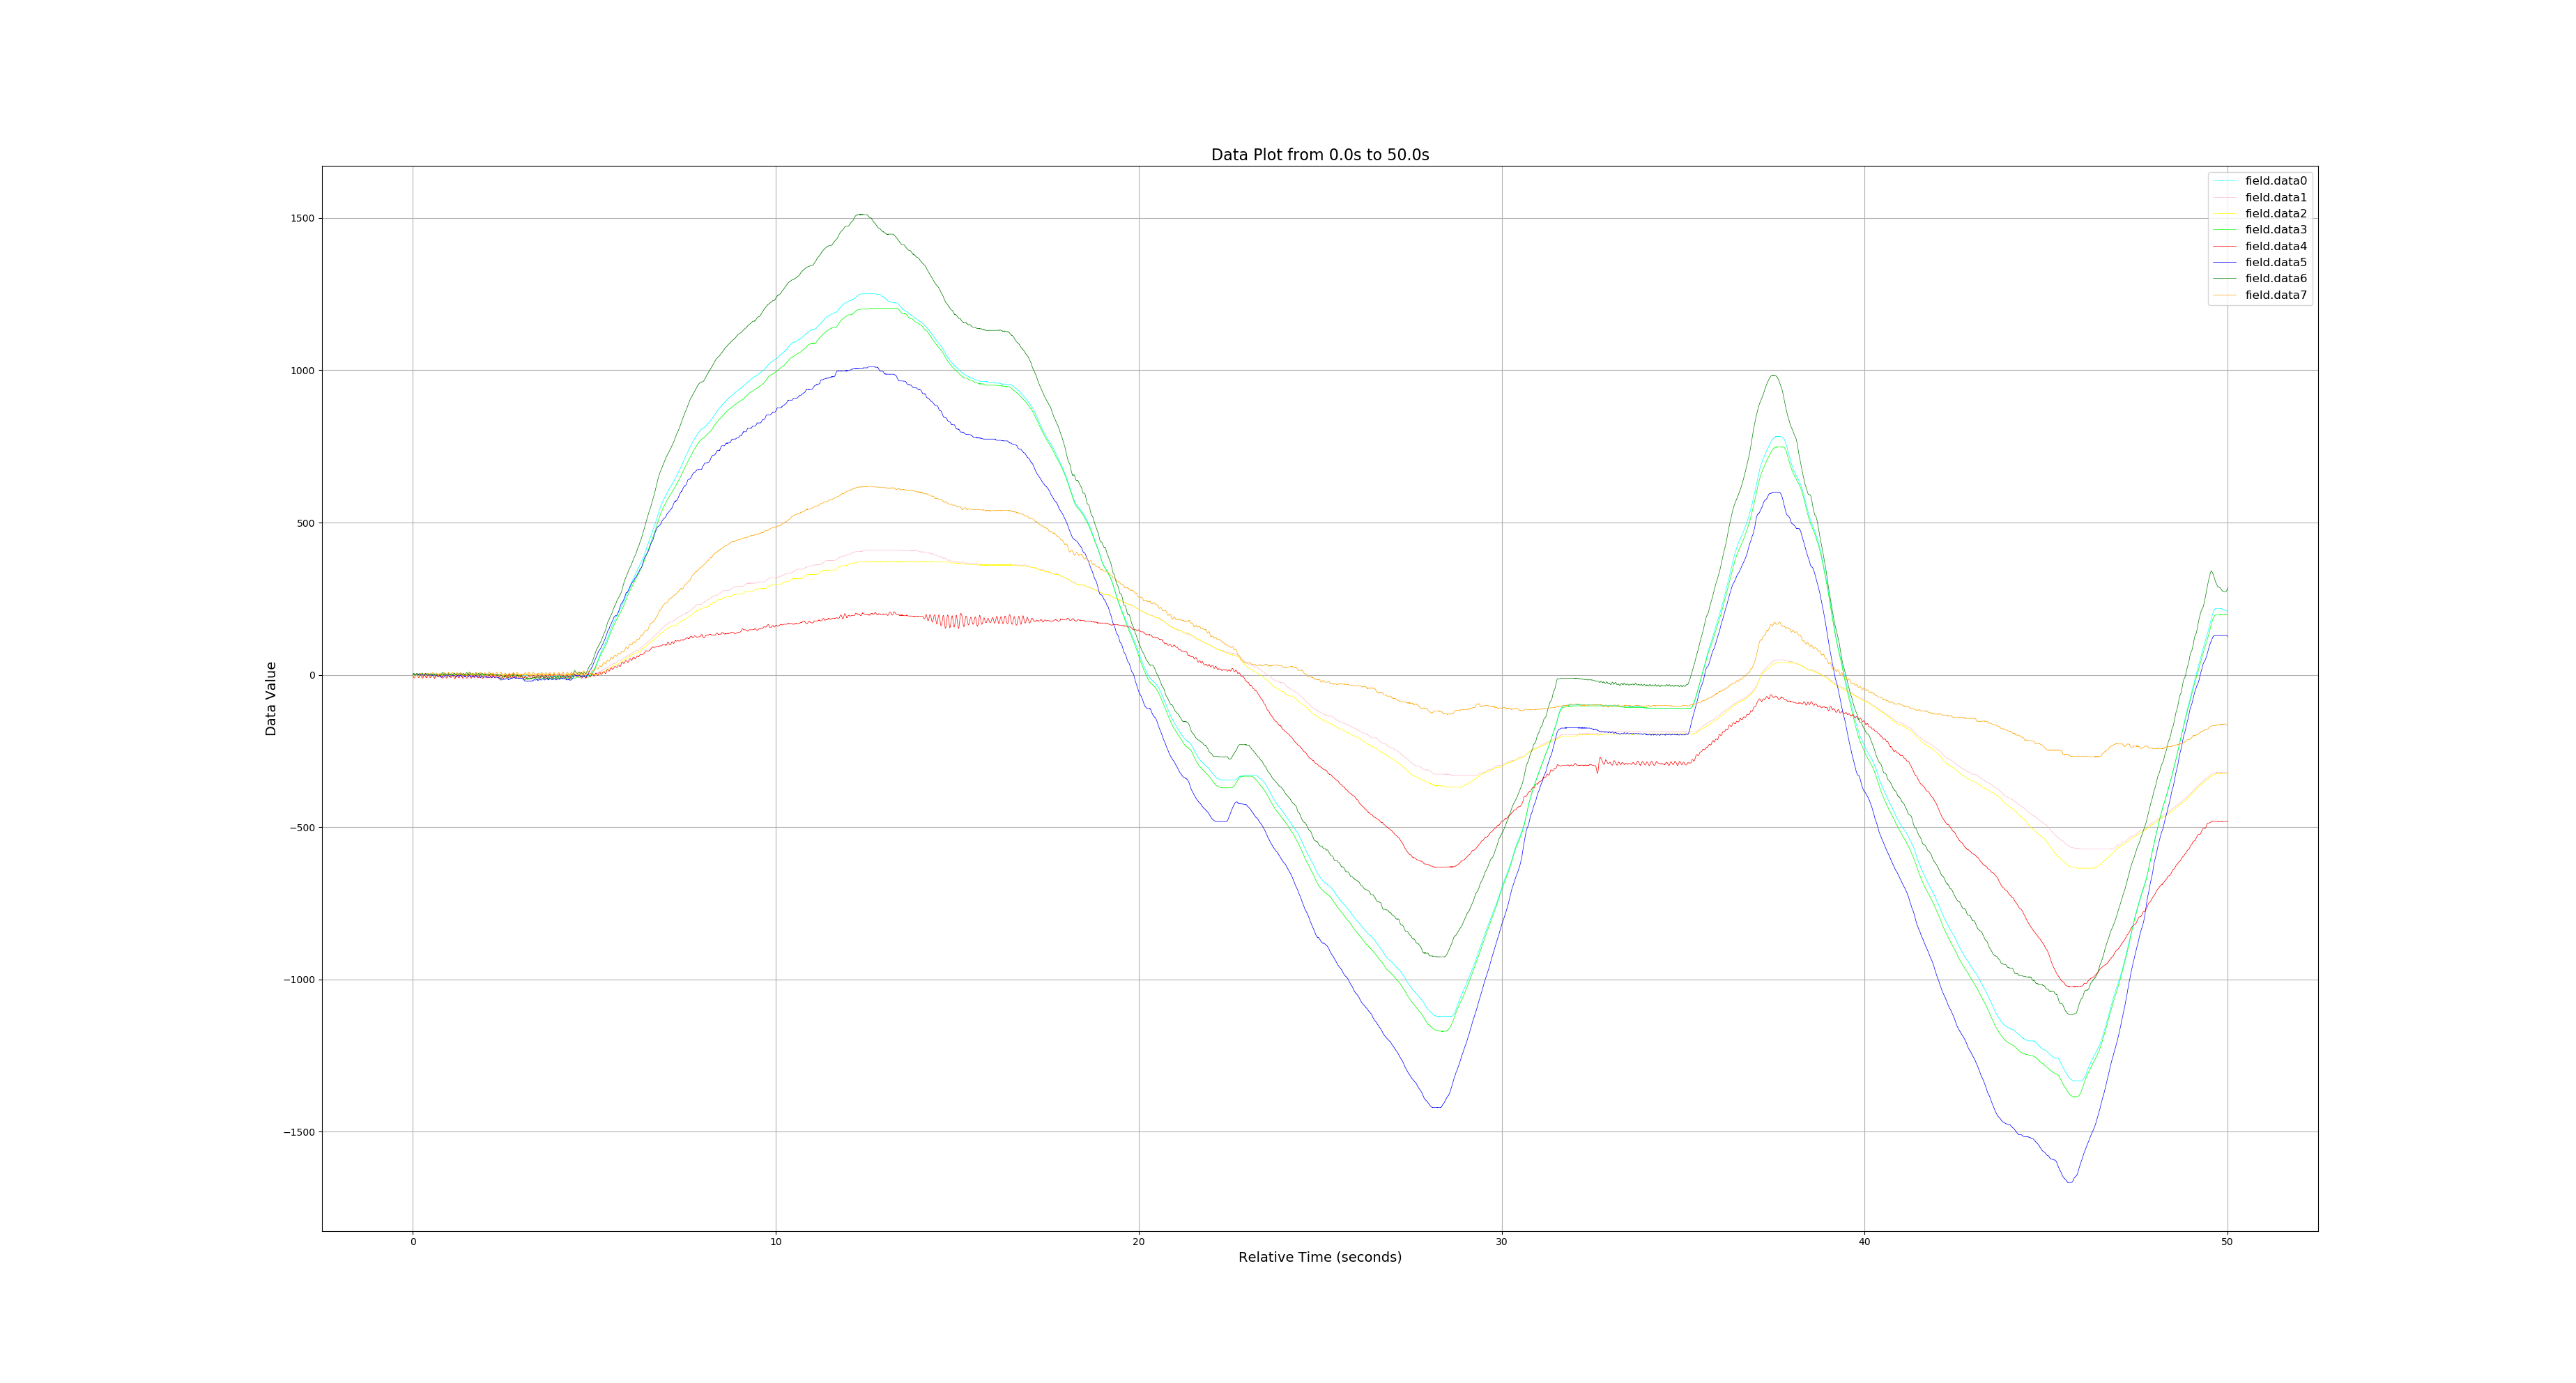 Data Plot from 0.0s to 50.0s
field.data0
field.data1
field.data2
field.data3
field.data4
field.data5
field.data6
field.data7
1500
1000
500
0
−500
−1000
−1500
Data Value
0 10 20 30 40 50
Relative Time (seconds)